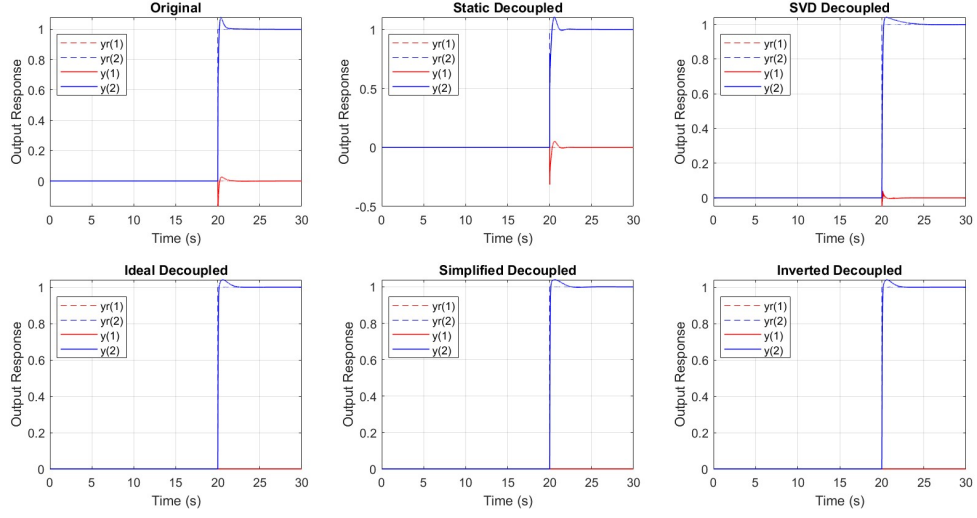 Original
Static Decoupled
SVD Decoupled
Output Response
1
0.8
0.6
0.4
0.2
0
yr(1)
yr(2)
y(1)
y(2)
0 5 10 15 20 25 30
Time (s)
Output Response
1
0.5
0
-0.5
yr(1)
yr(2)
y(1)
y(2)
0 5 10 15 20 25 30
Time (s)
Output Response
1
0.8
0.6
0.4
0.2
0
yr(1)
yr(2)
y(1)
y(2)
0 5 10 15 20 25 30
Time (s)
Ideal Decoupled
Simplified Decoupled
Inverted Decoupled
Output Response
1
0.8
0.6
0.4
0.2
0
yr(1)
yr(2)
y(1)
y(2)
0 5 10 15 20 25 30
Time (s)
Output Response
1
0.8
0.6
0.4
0.2
0
yr(1)
yr(2)
y(1)
y(2)
0 5 10 15 20 25 30
Time (s)
Output Response
1
0.8
0.6
0.4
0.2
0
yr(1)
yr(2)
y(1)
y(2)
0 5 10 15 20 25 30
Time (s)